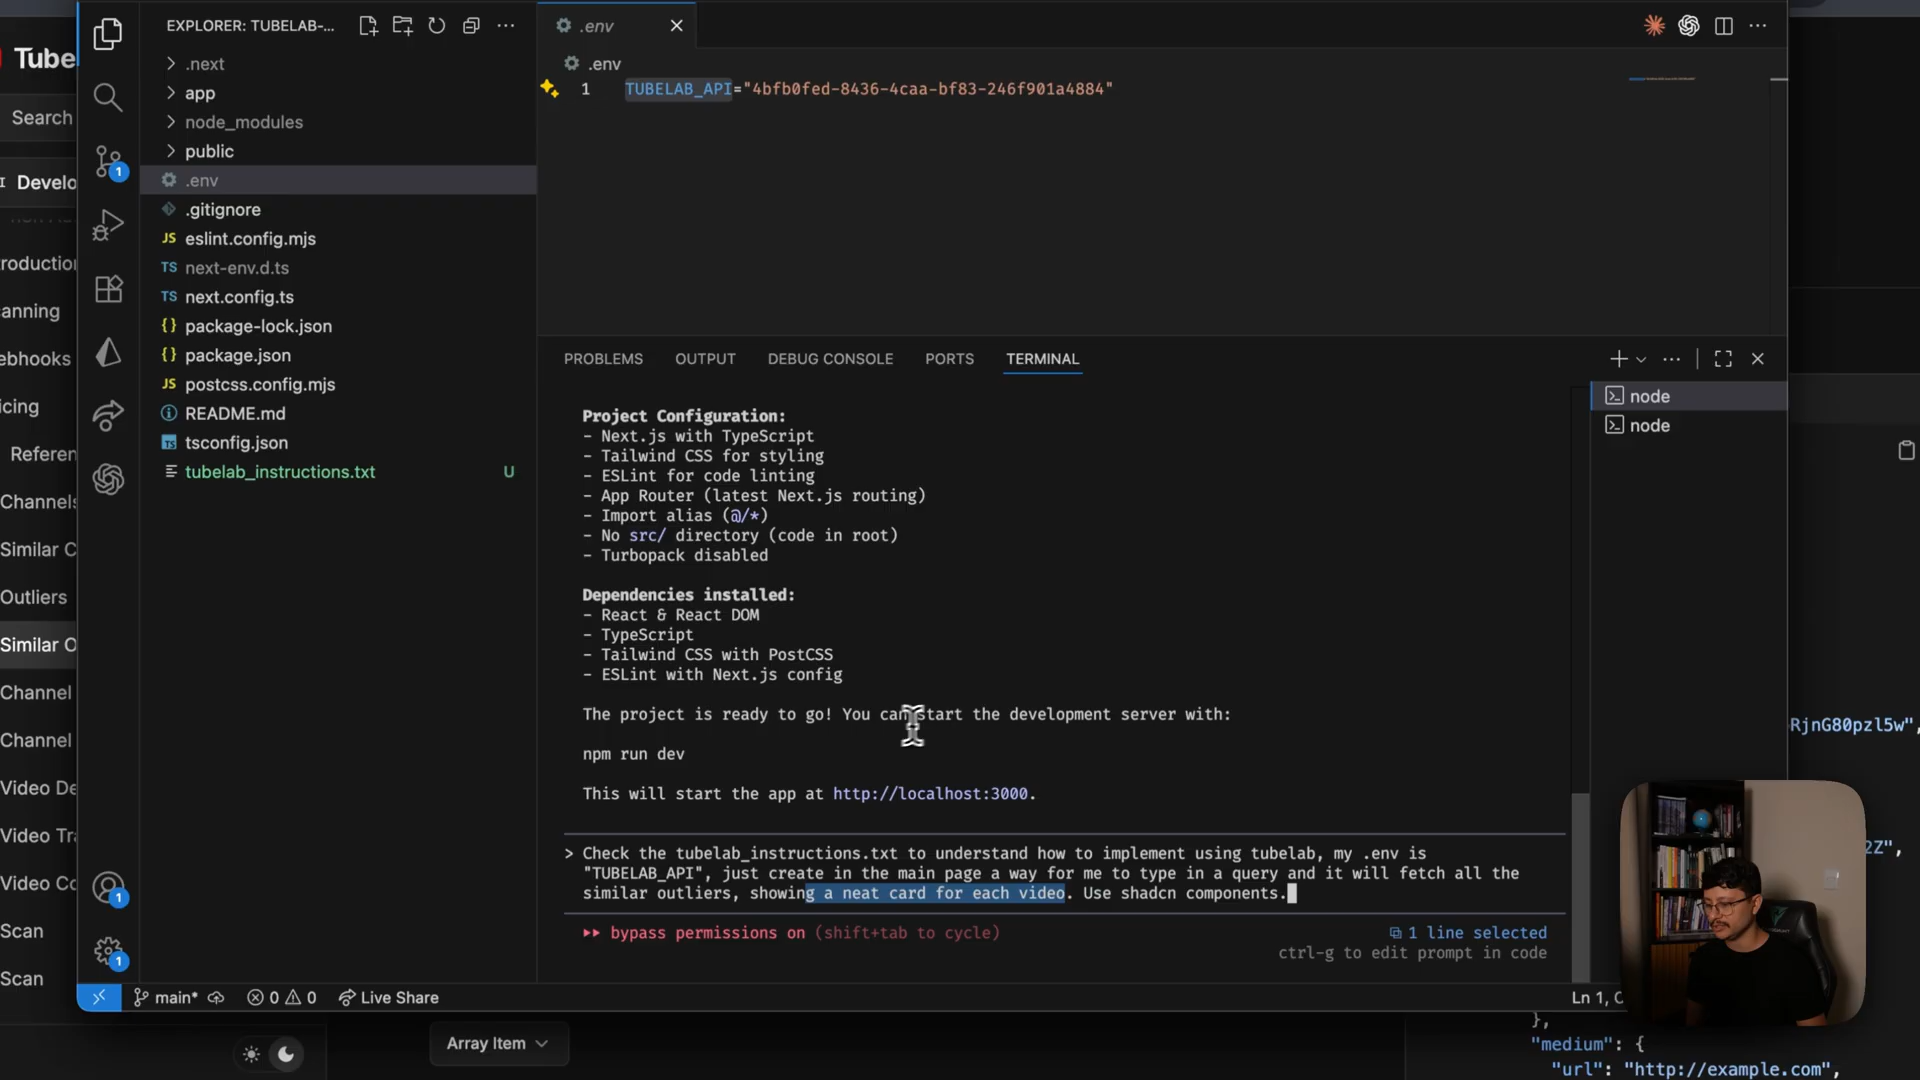 Tube
Search
Develo
roduction
anning
ebhooks
icing
Referen
Channels
Similar C
Outliers
Similar O
Channel
Channel
Video De
Video Tra
Video Co
Scan
Scan
EXPLORER: TUBELAB-...
.next
app
node_modules
public
.env
.gitignore
JS eslint.config.mjs
TS next-env.d.ts
TS next.config.ts
{} package-lock.json
{} package.json
JS postcss.config.mjs
README.md
TS tsconfig.json
tubelab_instructions.txt U
1
1
1
.env
.env
1 TUBELAB_API="4bfb0fed-8436-4caa-bf83-246f901a4884"
PROBLEMS OUTPUT DEBUG CONSOLE PORTS TERMINAL
node
node
Project Configuration:
- Next.js with TypeScript
- Tailwind CSS for styling
- ESLint for code linting
- App Router (latest Next.js routing)
- Import alias (@/*)
- No src/ directory (code in root)
- Turbopack disabled
Dependencies installed:
- React & React DOM
- TypeScript
- Tailwind CSS with PostCSS
- ESLint with Next.js config
The project is ready to go! You can start the development server with:
npm run dev
This will start the app at http://localhost:3000.
> Check the tubelab_instructions.txt to understand how to implement using tubelab, my .env is
"TUBELAB_API", just create in the main page a way for me to type in a query and it will fetch all the
similar outliers, showing a neat card for each video. Use shadcn components.
bypass permissions on (shift+tab to cycle)
1 line selected
ctrl-g to edit prompt in code
main* 0 0 Live Share
Ln 1, C
Array Item
RjnG80pzl5w",
2Z",
},
"medium": {
"url": "http://example.com",